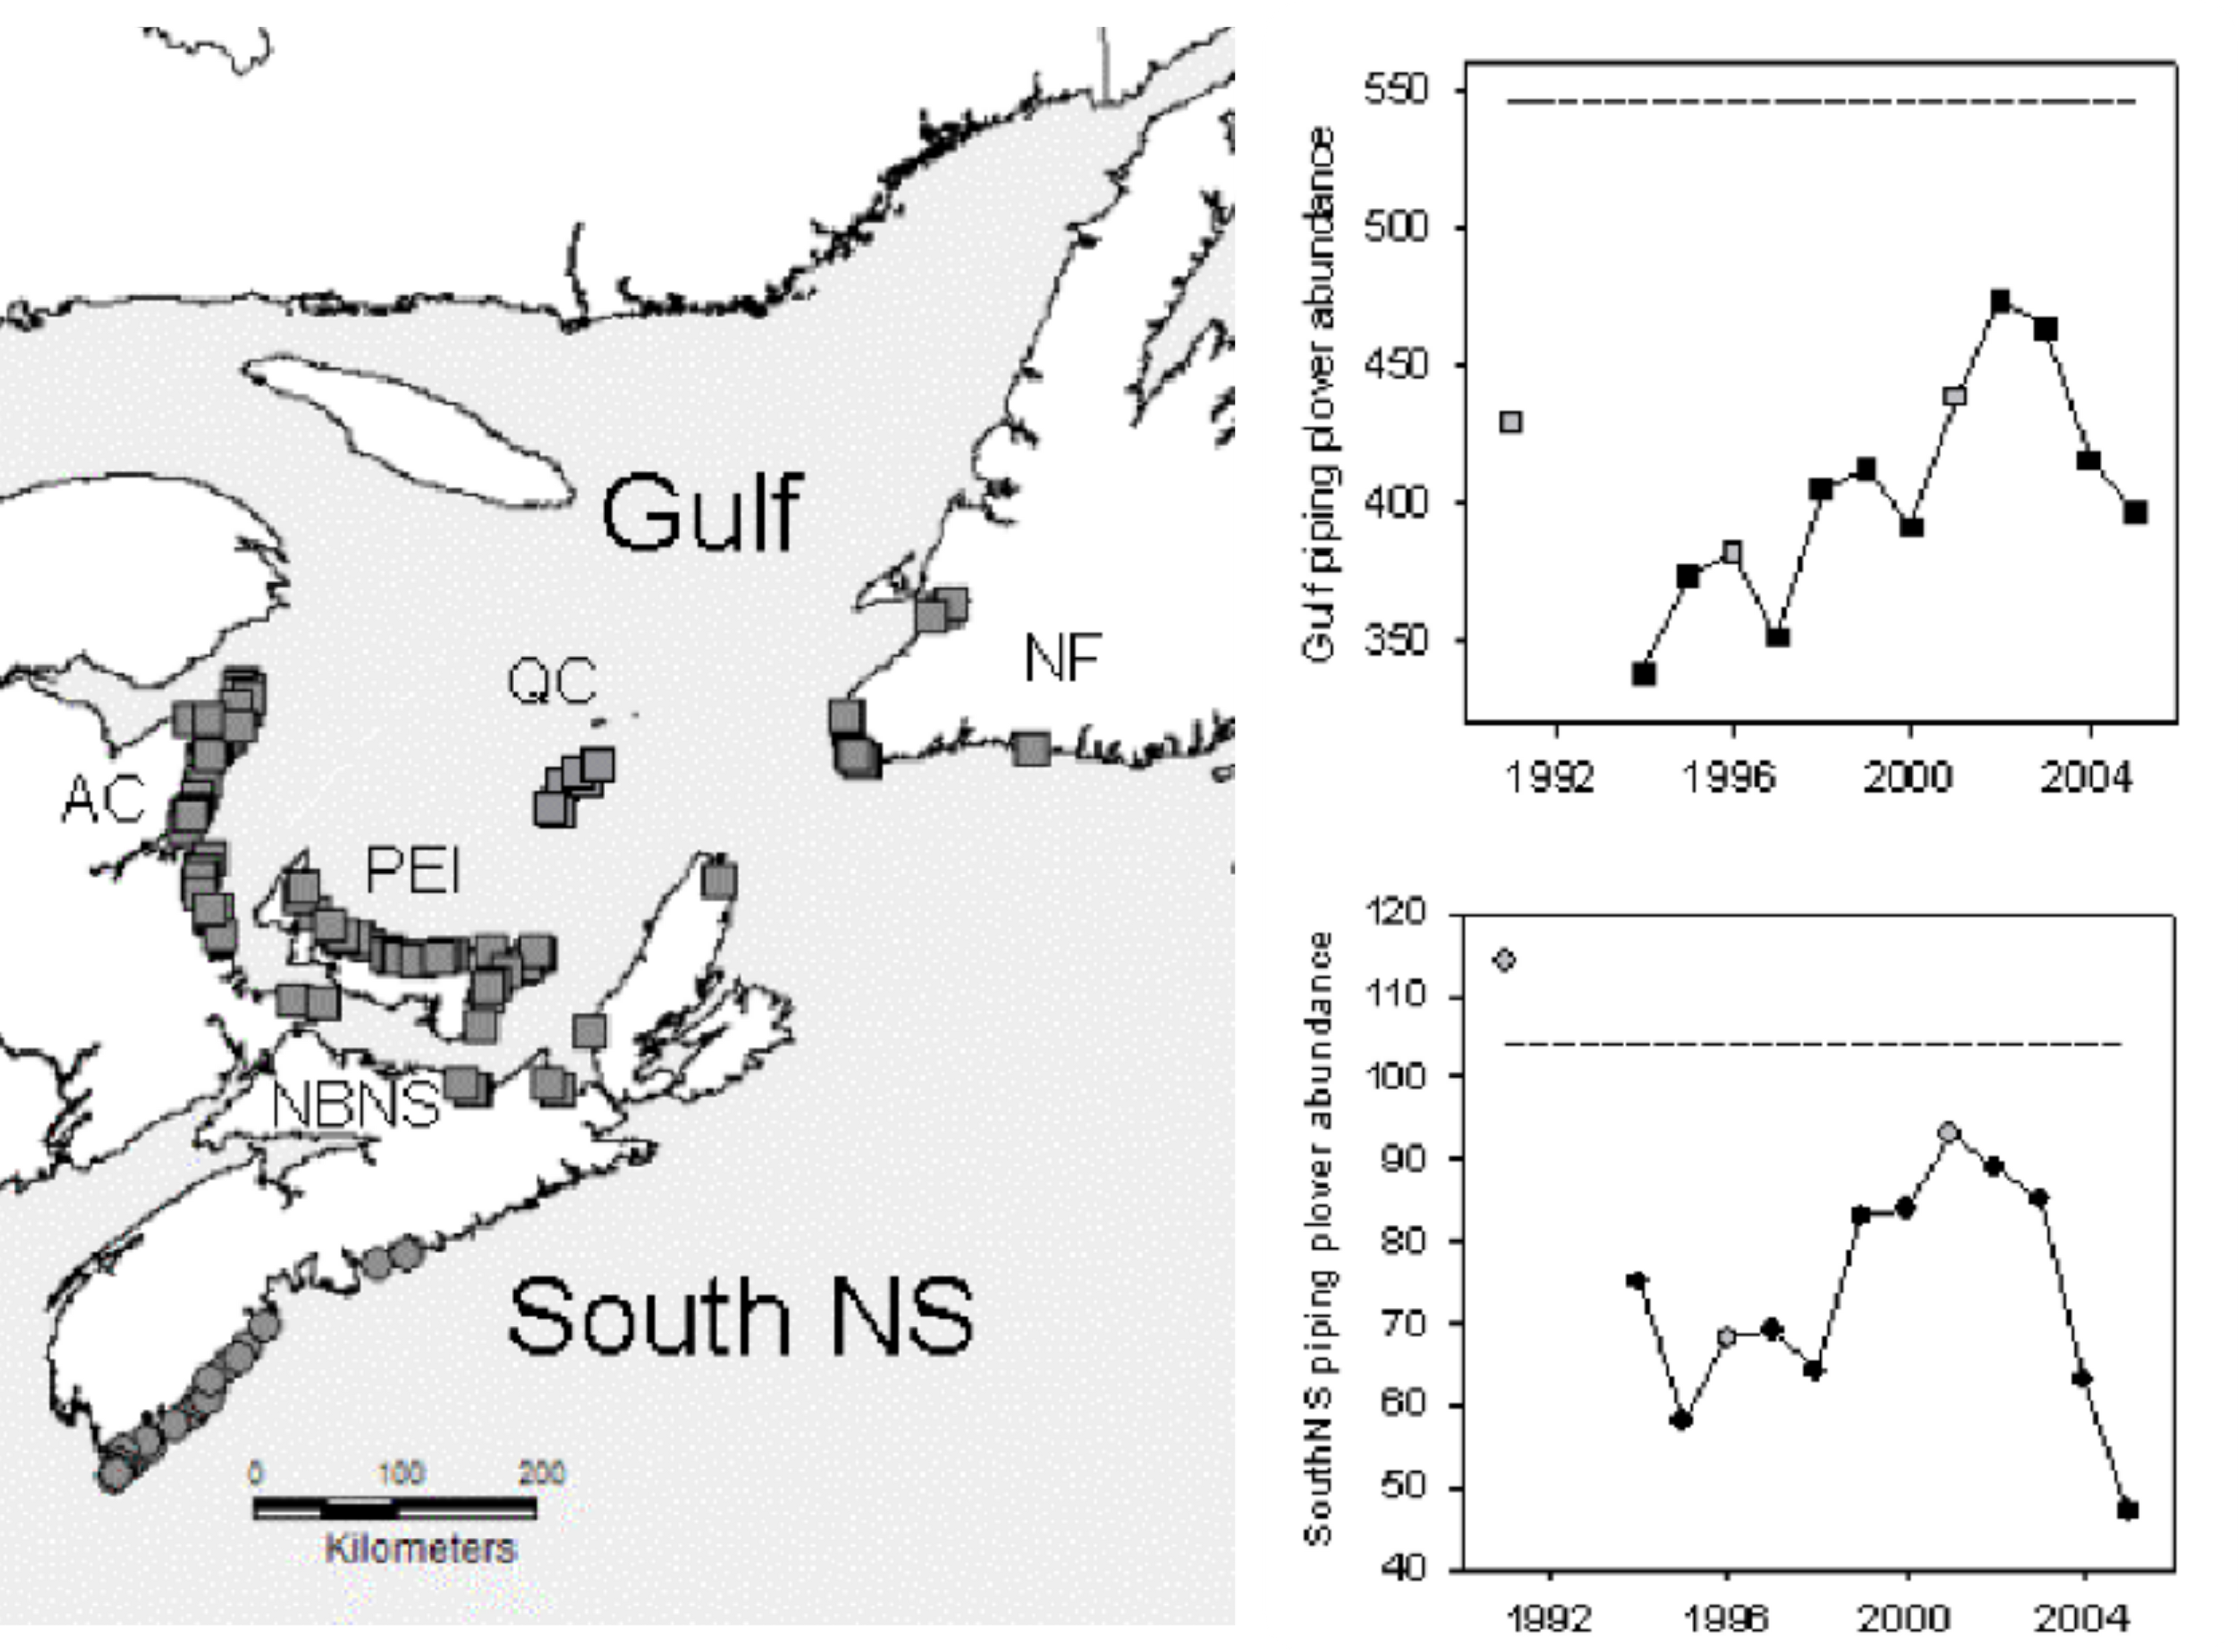 Gulf
QC
NF
AC
PEI
NBNS
South NS
0 100 200
Kilometers
Gulf piping plover abundance
550
500
450
400
350
1992 1996 2000 2004
SouthNS piping plover abundance
120
110
100
90
80
70
60
50
40
1992 1996 2000 2004